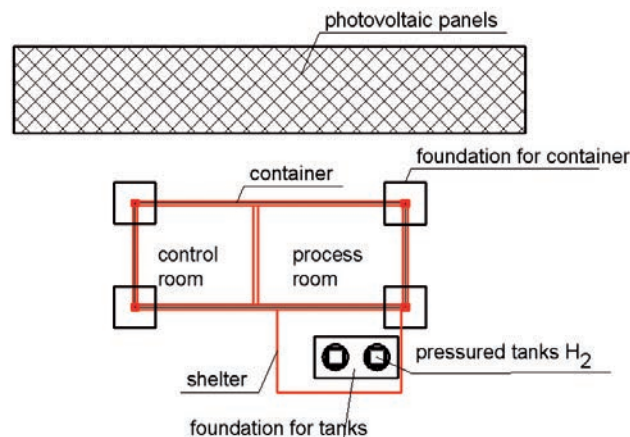 photovoltaic panels
foundation for container
container
control
room
process
room
pressured tanks H₂
shelter
foundation for tanks